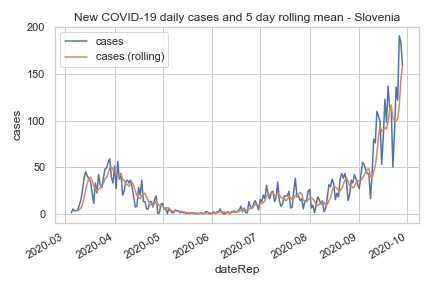 New COVID-19 daily cases and 5 day rolling mean - Slovenia
cases
cases (rolling)
200
150
100
50
0
cases
2020-03
2020-04
2020-05
2020-06
2020-07
2020-08
2020-09
2020-10
dateRep